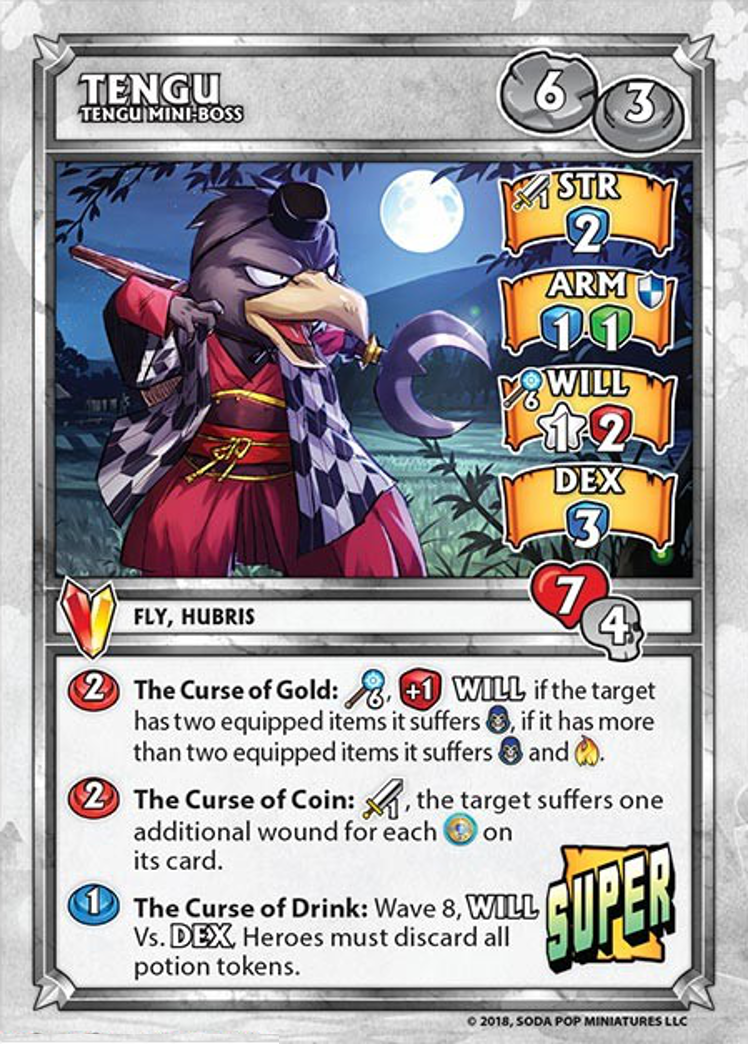 TENGU
TENGU MINI-BOSS
6 3
STR
1
2
ARM
1 1
WILL
6
1 2
DEX
3
FLY, HUBRIS
7
4
2 The Curse of Gold: 6, +1 WILL if the target
has two equipped items it suffers , if it has more
than two equipped items it suffers and .
2 The Curse of Coin: 1, the target suffers one
additional wound for each on
its card.
1 The Curse of Drink: Wave 8, WILL
Vs. DEX, Heroes must discard all
potion tokens.
SUPER
© 2018, SODA POP MINIATURES LLC